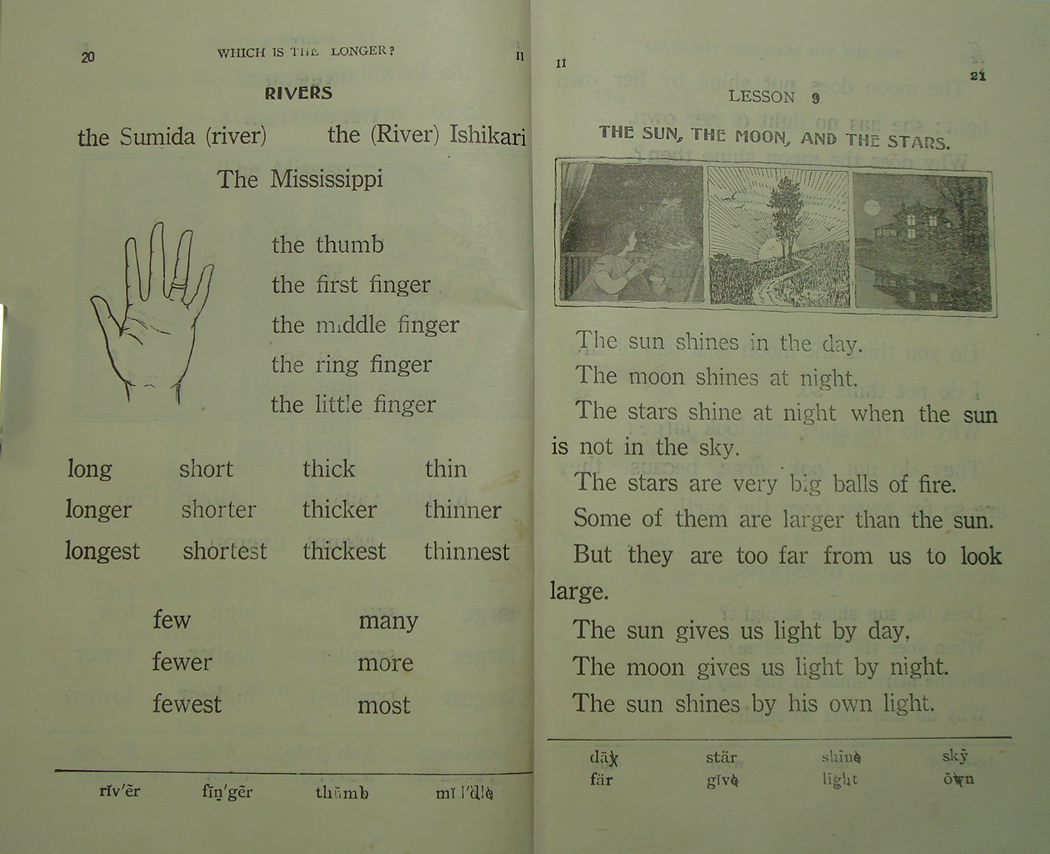 20 WHICH IS THE LONGER? II
RIVERS
the Sumida (river) the (River) Ishikari
The Mississippi
the thumb
the first finger
the middle finger
the ring finger
the little finger
long short thick thin
longer shorter thicker thinner
longest shortest thickest thinnest
few many
fewer more
fewest most
rĭv′ẽr fĭṉ′gẽr thŭmb
II 21
LESSON 9
THE SUN, THE MOON, AND THE STARS.
The sun shines in the day.
The moon shines at night.
The stars shine at night when the sun
is not in the sky.
The stars are very big balls of fire.
Some of them are larger than the sun.
But they are too far from us to look
large.
The sun gives us light by day.
The moon gives us light by night.
The sun shines by his own light.
dāy stär shīne skȳ
fär gĭve light ōwn